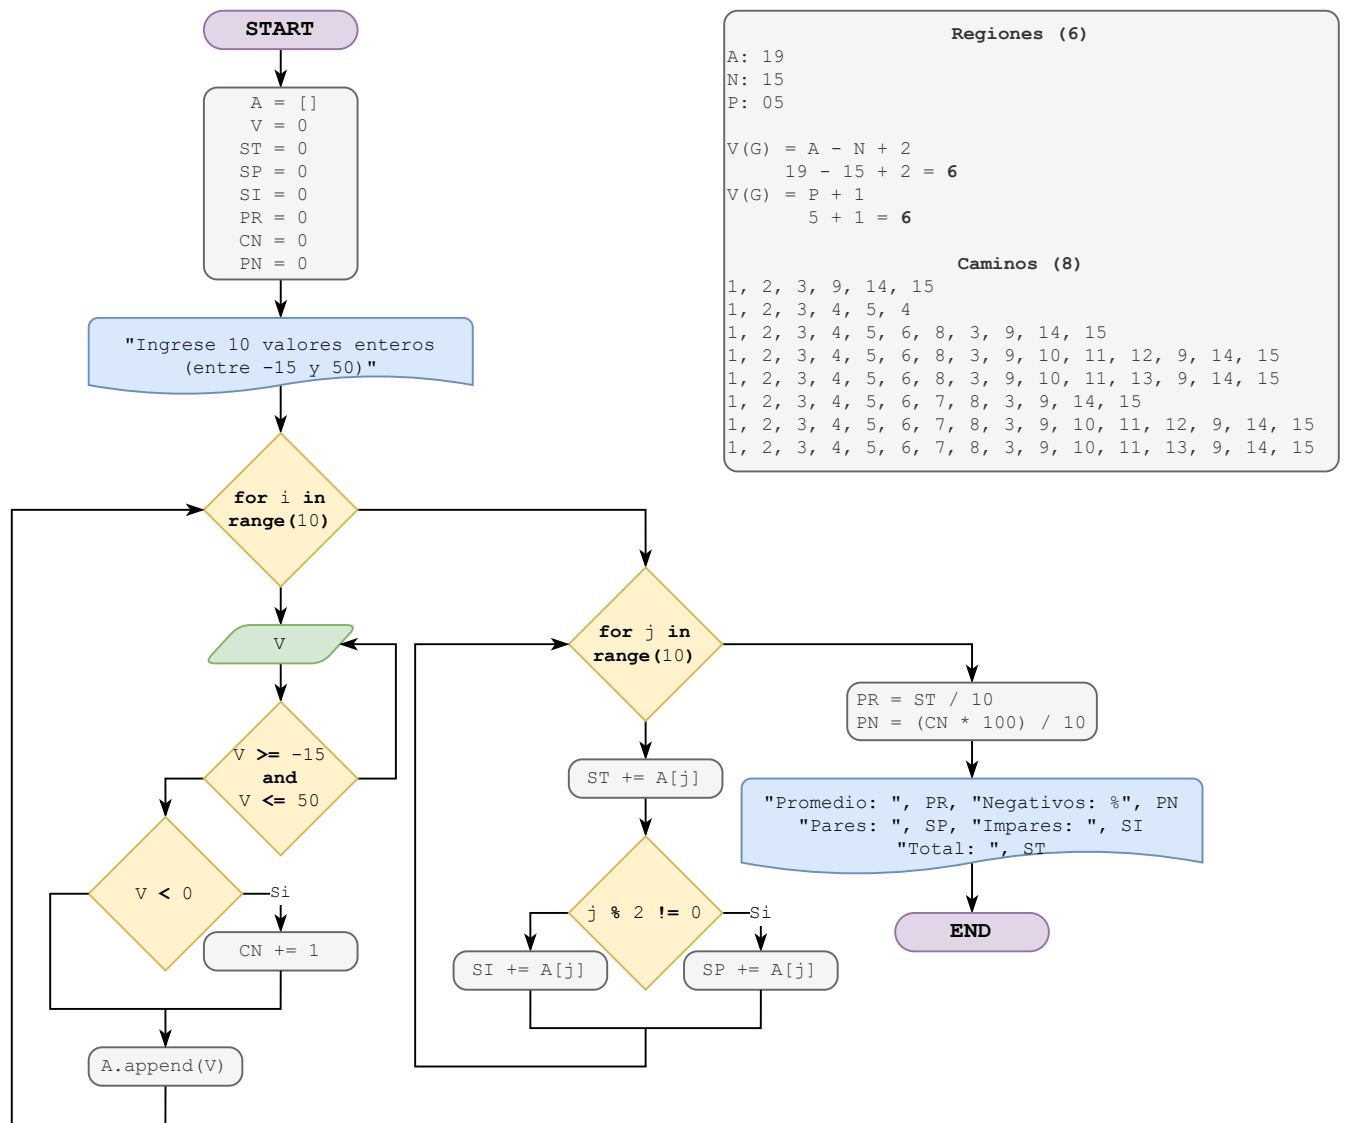 START
A = []
V = 0
ST = 0
SP = 0
SI = 0
PR = 0
CN = 0
PN = 0
"Ingrese 10 valores enteros
(entre -15 y 50)"
for i in
range(10)
V
V >= -15
and
V <= 50
V < 0
Si
CN += 1
A.append(V)
for j in
range(10)
ST += A[j]
j % 2 != 0
Si
SI += A[j]
SP += A[j]
PR = ST / 10
PN = (CN * 100) / 10
"Promedio: ", PR, "Negativos: %", PN
"Pares: ", SP, "Impares: ", SI
"Total: ", ST
END
Regiones (6)
A: 19
N: 15
P: 05
V(G) = A - N + 2
19 - 15 + 2 = 6
V(G) = P + 1
5 + 1 = 6
Caminos (8)
1, 2, 3, 9, 14, 15
1, 2, 3, 4, 5, 4
1, 2, 3, 4, 5, 6, 8, 3, 9, 14, 15
1, 2, 3, 4, 5, 6, 8, 3, 9, 10, 11, 12, 9, 14, 15
1, 2, 3, 4, 5, 6, 8, 3, 9, 10, 11, 13, 9, 14, 15
1, 2, 3, 4, 5, 6, 7, 8, 3, 9, 14, 15
1, 2, 3, 4, 5, 6, 7, 8, 3, 9, 10, 11, 12, 9, 14, 15
1, 2, 3, 4, 5, 6, 7, 8, 3, 9, 10, 11, 13, 9, 14, 15